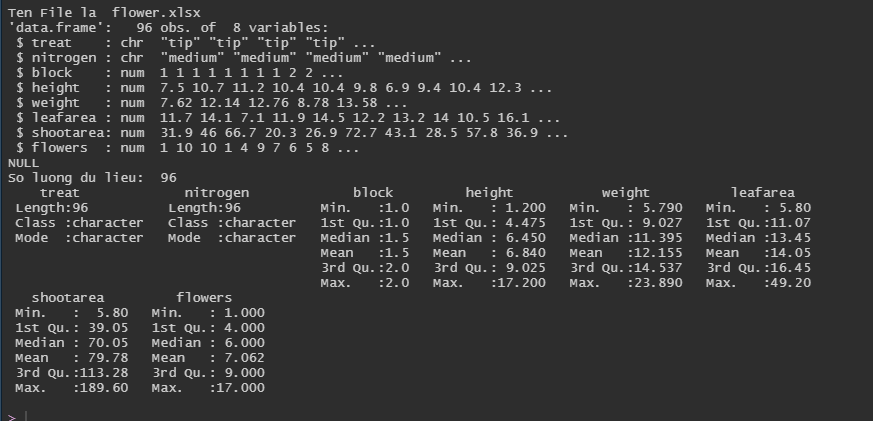 Ten File la  flower.xlsx
'data.frame':   96 obs. of  8 variables:
 $ treat    : chr  "tip" "tip" "tip" "tip" ...
 $ nitrogen : chr  "medium" "medium" "medium" "medium" ...
 $ block    : num  1 1 1 1 1 1 1 1 2 2 ...
 $ height   : num  7.5 10.7 11.2 10.4 10.4 9.8 6.9 9.4 10.4 12.3 ...
 $ weight   : num  7.62 12.14 12.76 8.78 13.58 ...
 $ leafarea : num  11.7 14.1 7.1 11.9 14.5 12.2 13.2 14 10.5 16.1 ...
 $ shootarea: num  31.9 46 66.7 20.3 26.9 72.7 43.1 28.5 57.8 36.9 ...
 $ flowers  : num  1 10 10 1 4 9 7 6 5 8 ...
NULL
So luong du lieu:  96
    treat             nitrogen             block         height           weight          leafarea
 Length:96          Length:96          Min.   :1.0   Min.   : 1.200   Min.   : 5.790   Min.   : 5.80
 Class :character   Class :character   1st Qu.:1.0   1st Qu.: 4.475   1st Qu.: 9.027   1st Qu.:11.07
 Mode  :character   Mode  :character   Median :1.5   Median : 6.450   Median :11.395   Median :13.45
                                       Mean   :1.5   Mean   : 6.840   Mean   :12.155   Mean   :14.05
                                       3rd Qu.:2.0   3rd Qu.: 9.025   3rd Qu.:14.537   3rd Qu.:16.45
                                       Max.   :2.0   Max.   :17.200   Max.   :23.890   Max.   :49.20
   shootarea         flowers
 Min.   :  5.80   Min.   : 1.000
 1st Qu.: 39.05   1st Qu.: 4.000
 Median : 70.05   Median : 6.000
 Mean   : 79.78   Mean   : 7.062
 3rd Qu.:113.28   3rd Qu.: 9.000
 Max.   :189.60   Max.   :17.000
>